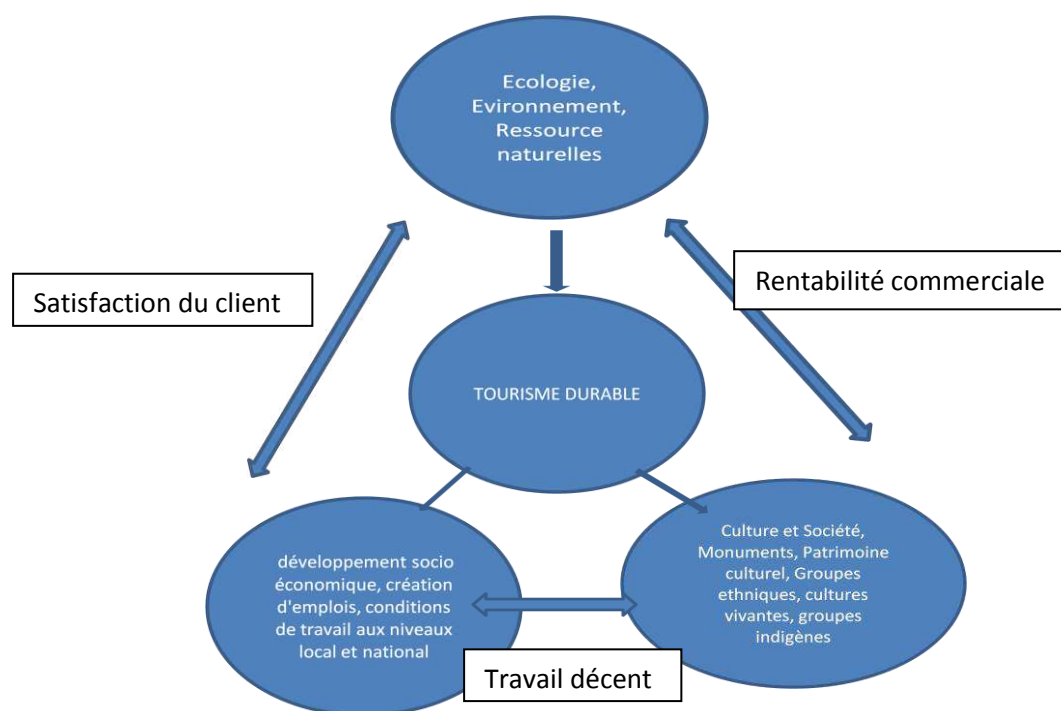 Ecologie,
Evironnement,
Ressource
naturelles
Satisfaction du client
Rentabilité commerciale
TOURISME DURABLE
développement socio
économique, création
d'emplois, conditions
de travail aux niveaux
local et national
Culture et Société,
Monuments, Patrimoine
culturel, Groupes
ethniques, cultures
vivantes, groupes
indigènes
Travail décent